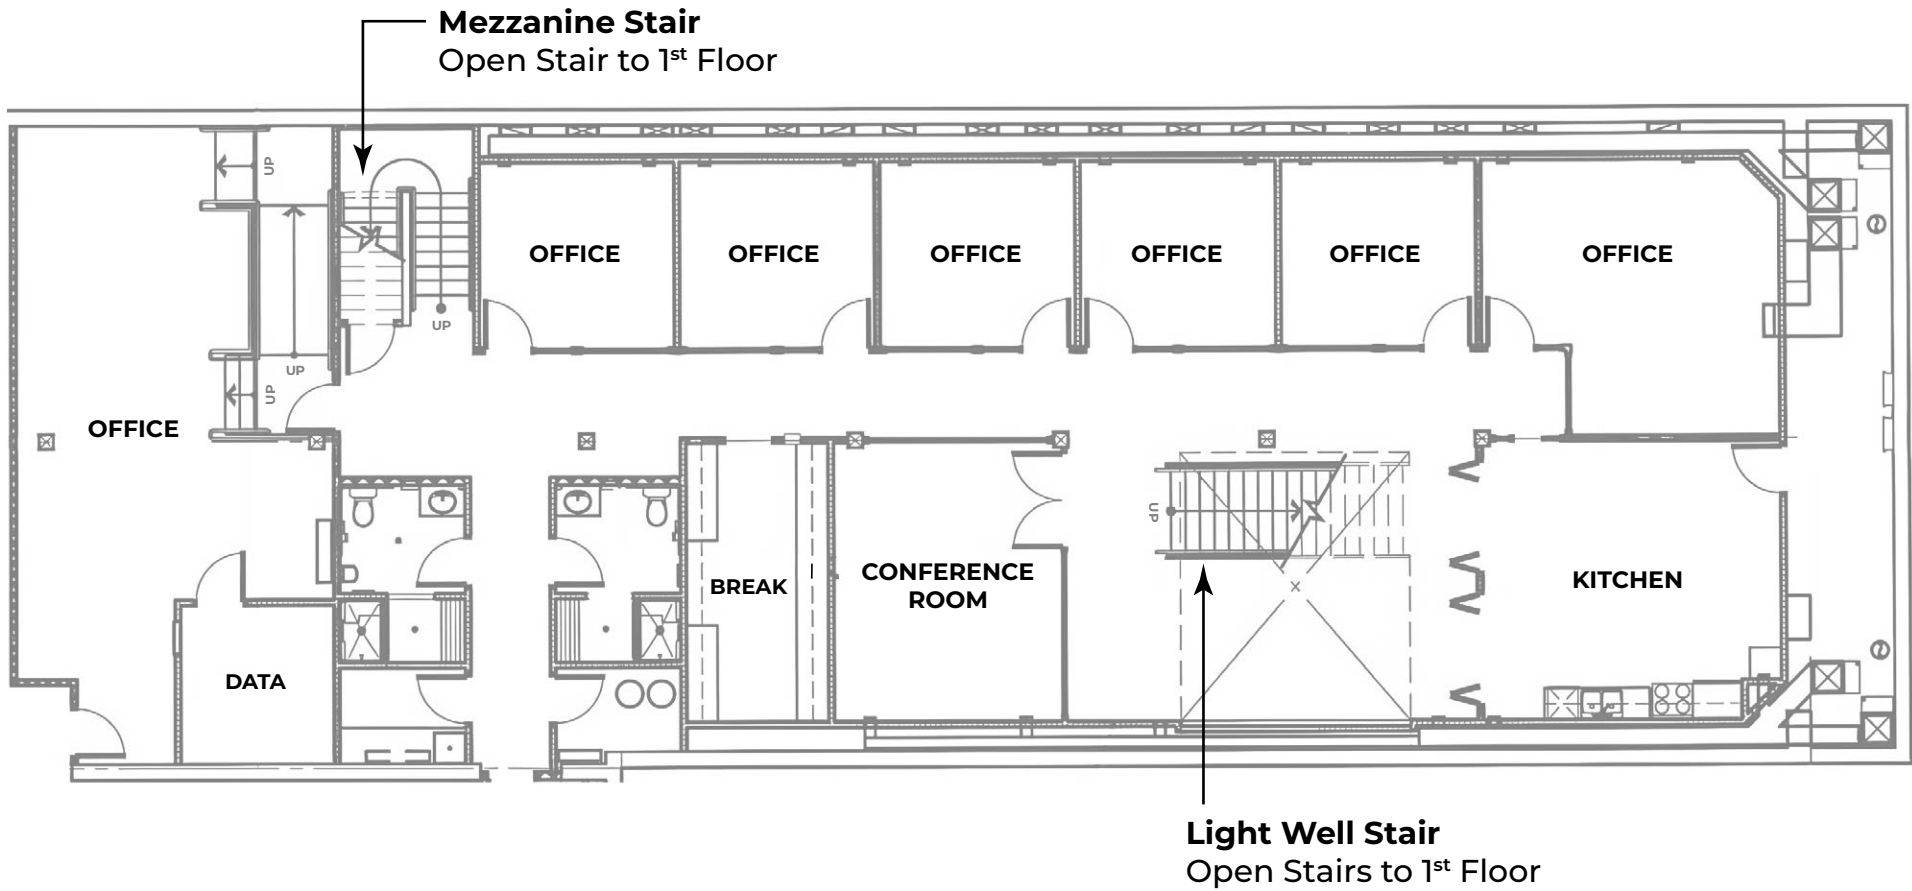 Mezzanine Stair
Open Stair to 1st Floor
UP
OFFICE
OFFICE
OFFICE
OFFICE
OFFICE
OFFICE
UP
UP
UP
OFFICE
UP
BREAK
CONFERENCE
ROOM
KITCHEN
DATA
Light Well Stair
Open Stairs to 1st Floor